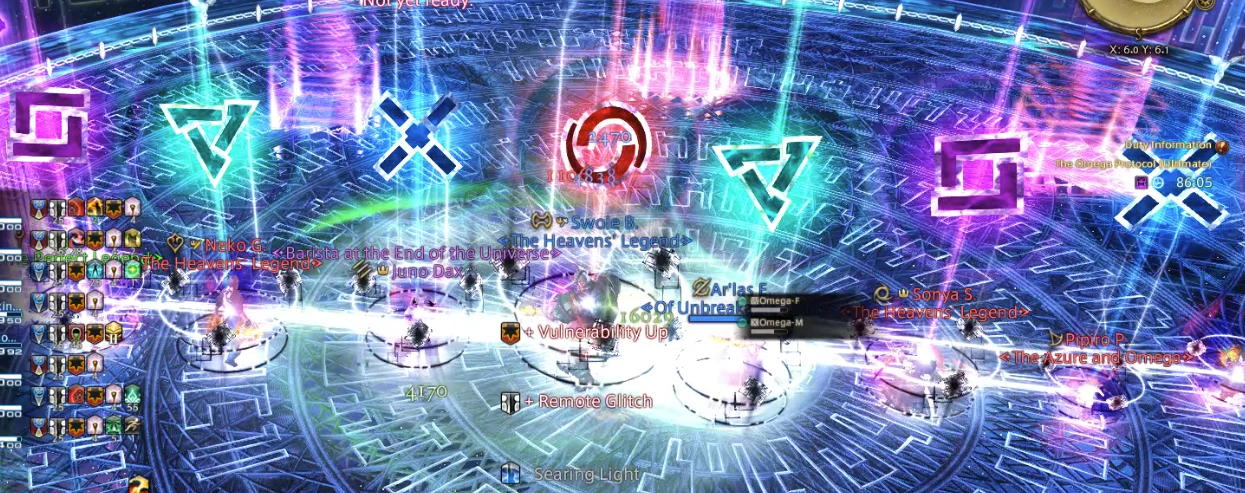 Not yet ready.
S
X: 6.0 Y: 6.1
2470
Duty Information
The Omega Protocol (Ultimate)
86:05
Swole B.
«The Heavens' Legend»
Neko G.
«The Heavens' Legend»
«Barista at the End of the Universe»
Juno Dax
Ar'las F.
«Of Unbreak
Omega-F
Omega-M
16029
Sonya S.
«The Heavens' Legend»
+ Vulnerability Up
Pipiro P.
«The Azure and Omega»
4170
+ Remote Glitch
Searing Light